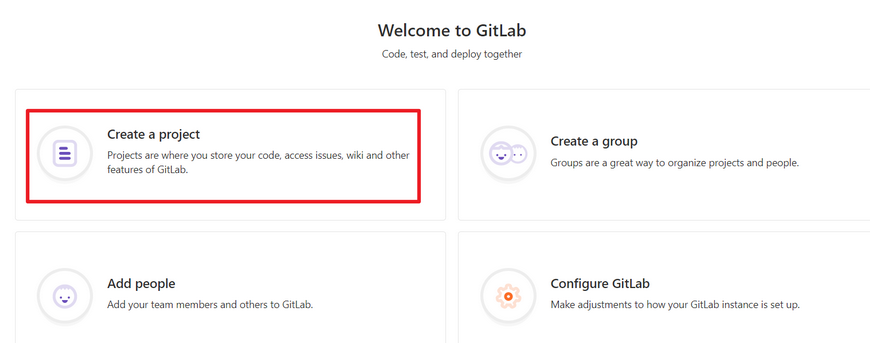 Welcome to GitLab
Code, test, and deploy together
Create a project
Projects are where you store your code, access issues, wiki and other
features of GitLab.
Create a group
Groups are a great way to organize projects and people.
Add people
Add your team members and others to GitLab.
Configure GitLab
Make adjustments to how your GitLab instance is set up.